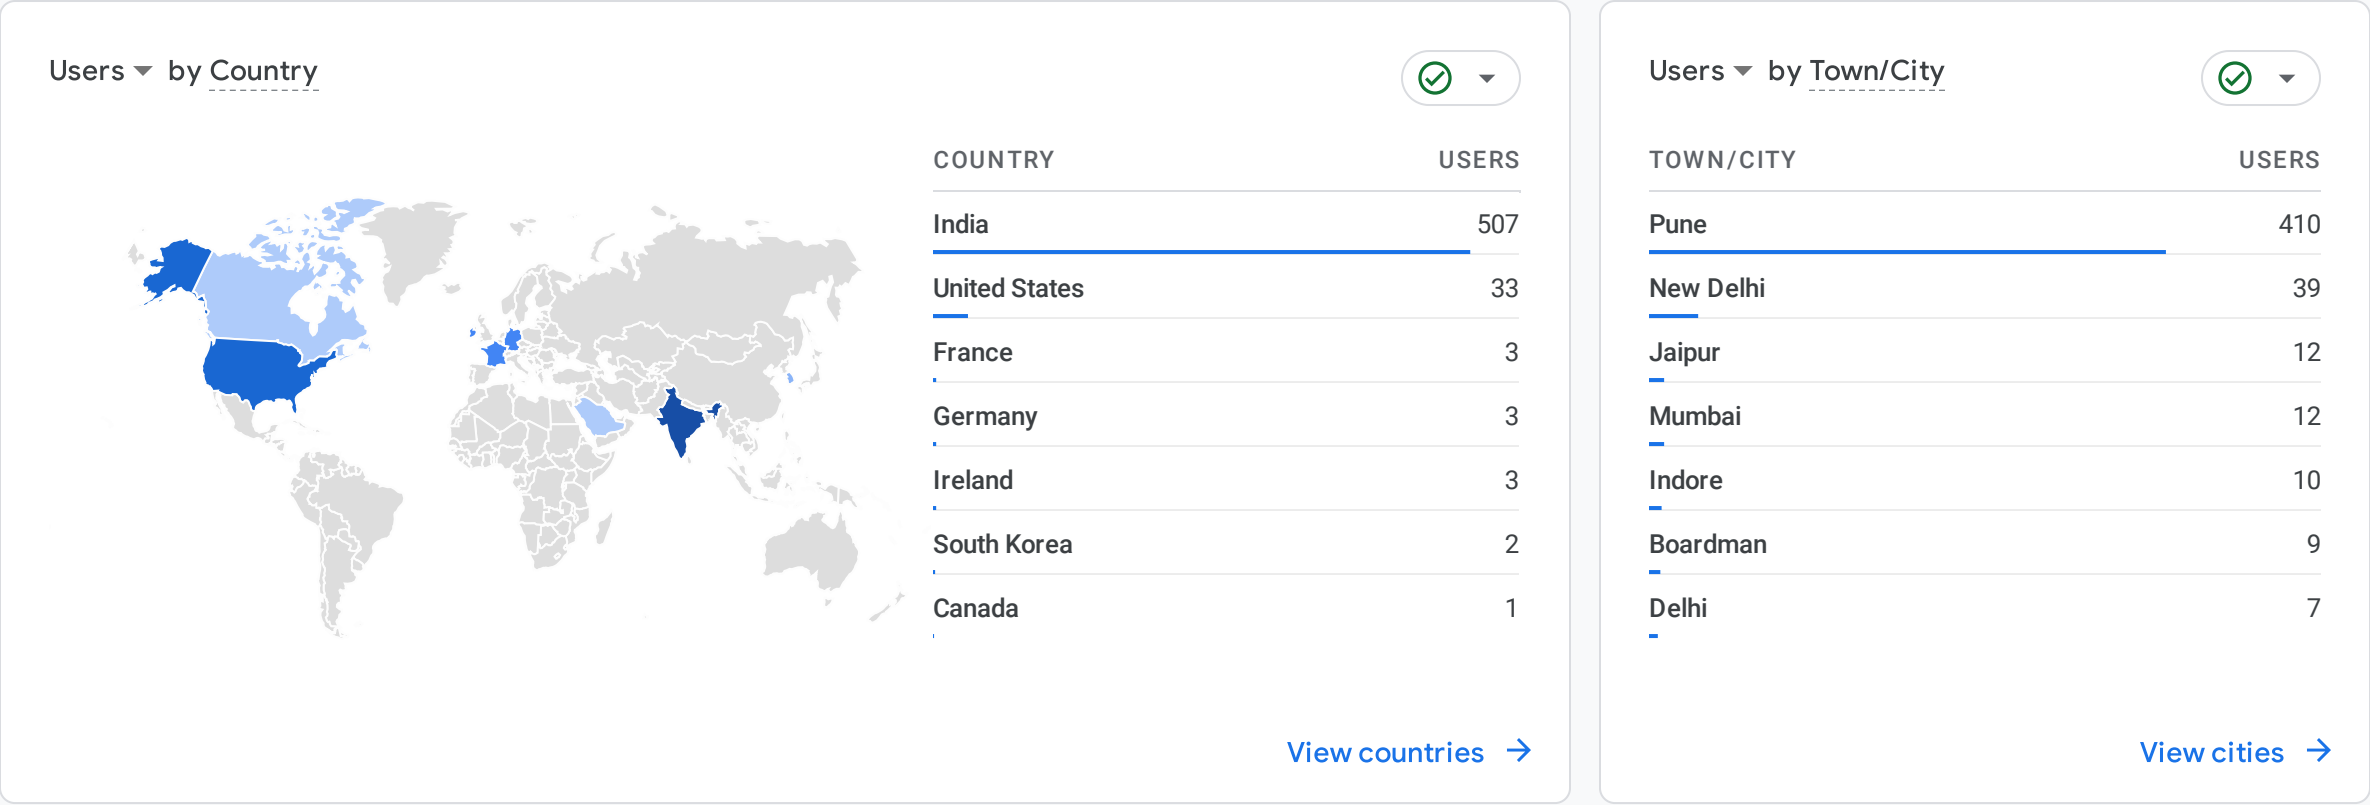 Users by Country
COUNTRY USERS
India 507
United States 33
France 3
Germany 3
Ireland 3
South Korea 2
Canada 1
View countries
Users by Town/City
TOWN/CITY USERS
Pune 410
New Delhi 39
Jaipur 12
Mumbai 12
Indore 10
Boardman 9
Delhi 7
View cities